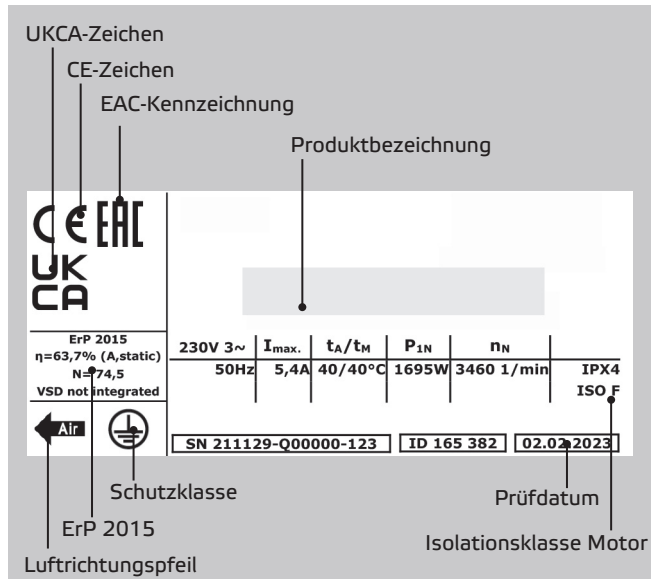 UKCA-Zeichen
CE-Zeichen
EAC-Kennzeichnung
Produktbezeichnung
CE EAC
UK
CA
ErP 2015
η=63,7% (A,static)
N=74,5
VSD not integrated
230V 3~ Imax. tA/tM P1N nN
50Hz 5,4A 40/40°C 1695W 3460 1/min IPX4
ISO F
Air
SN 211129-Q00000-123 ID 165 382 02.02.2023
Schutzklasse
Prüfdatum
ErP 2015
Isolationsklasse Motor
Luftrichtungspfeil